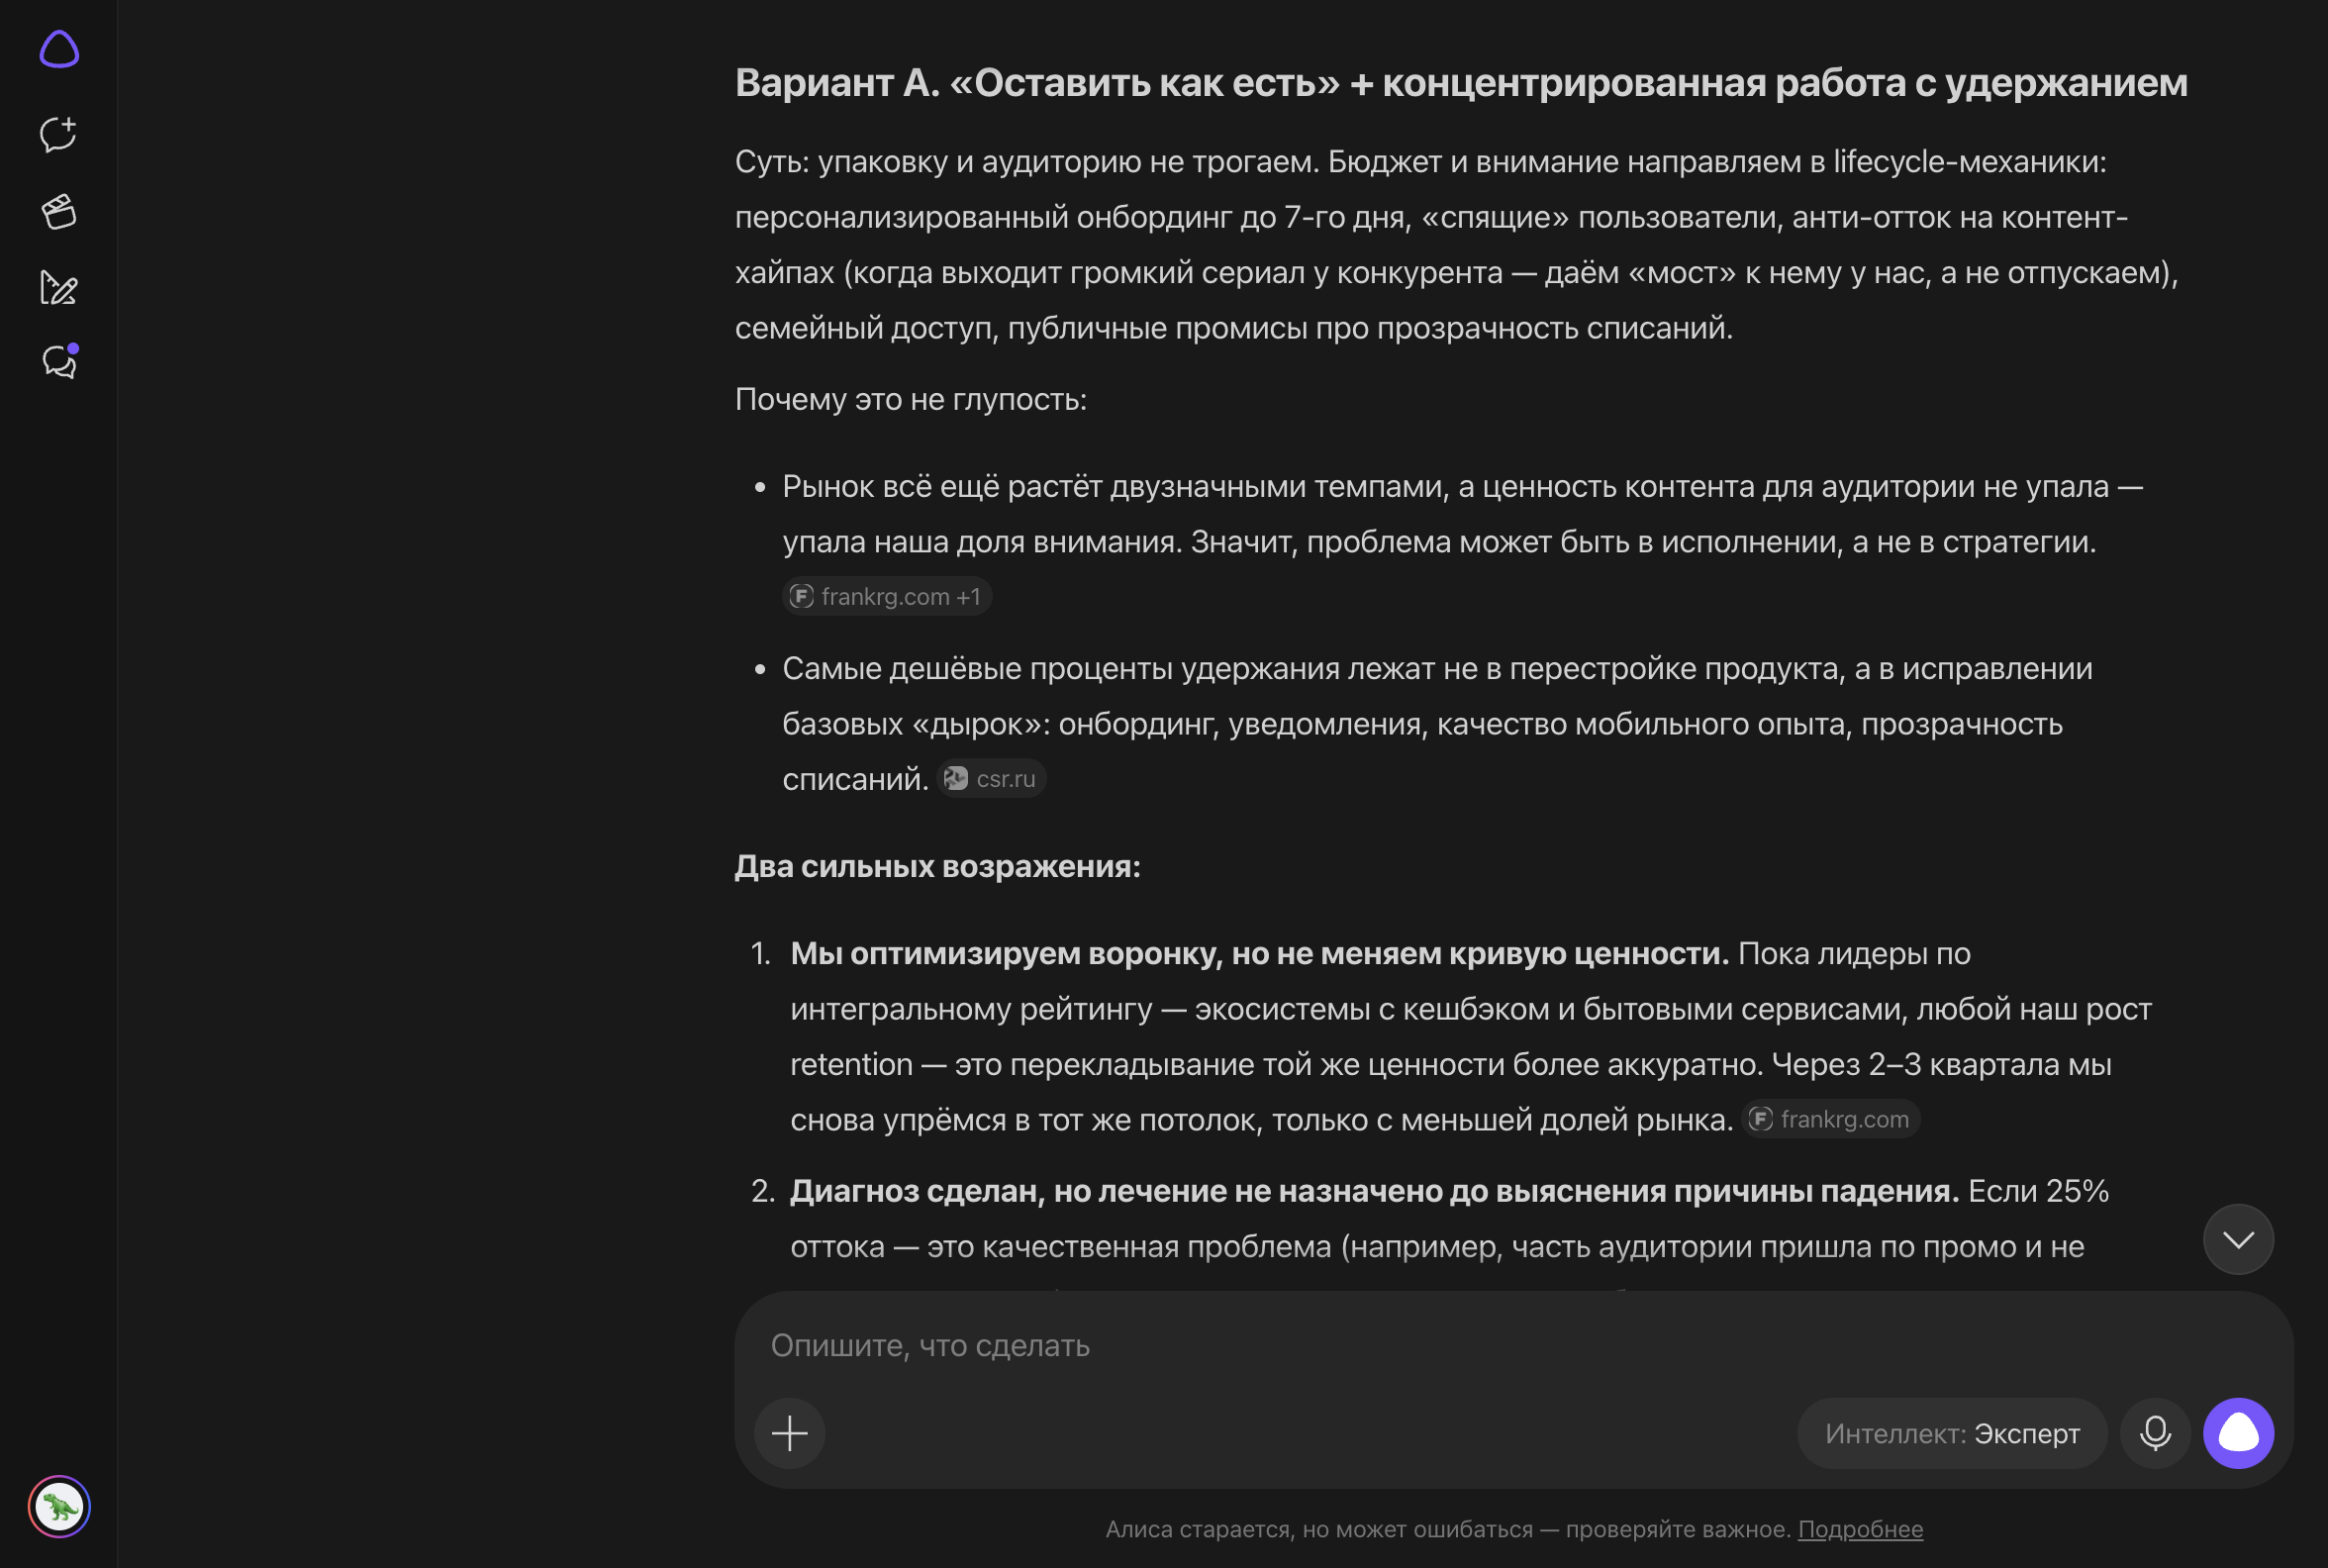 Вариант А. «Оставить как есть» + концентрированная работа с удержанием
Суть: упаковку и аудиторию не трогаем. Бюджет и внимание направляем в lifecycle-механики:
персонализированный онбординг до 7-го дня, «спящие» пользователи, анти-отток на контент-
хайпах (когда выходит громкий сериал у конкурента — даём «мост» к нему у нас, а не отпускаем),
семейный доступ, публичные промисы про прозрачность списаний.
Почему это не глупость:
• Рынок всё ещё растёт двузначными темпами, а ценность контента для аудитории не упала —
упала наша доля внимания. Значит, проблема может быть в исполнении, а не в стратегии.
F frankrg.com +1
• Самые дешёвые проценты удержания лежат не в перестройке продукта, а в исправлении
базовых «дырок»: онбординг, уведомления, качество мобильного опыта, прозрачность
списаний. csr.ru
Два сильных возражения:
1. Мы оптимизируем воронку, но не меняем кривую ценности. Пока лидеры по
интегральному рейтингу — экосистемы с кешбэком и бытовыми сервисами, любой наш рост
retention — это перекладывание той же ценности более аккуратно. Через 2–3 квартала мы
снова упрёмся в тот же потолок, только с меньшей долей рынка. F frankrg.com
2. Диагноз сделан, но лечение не назначено до выяснения причины падения. Если 25%
оттока — это качественная проблема (например, часть аудитории пришла по промо и не
Опишите, что сделать
Интеллект: Эксперт
Алиса старается, но может ошибаться — проверяйте важное. Подробнее